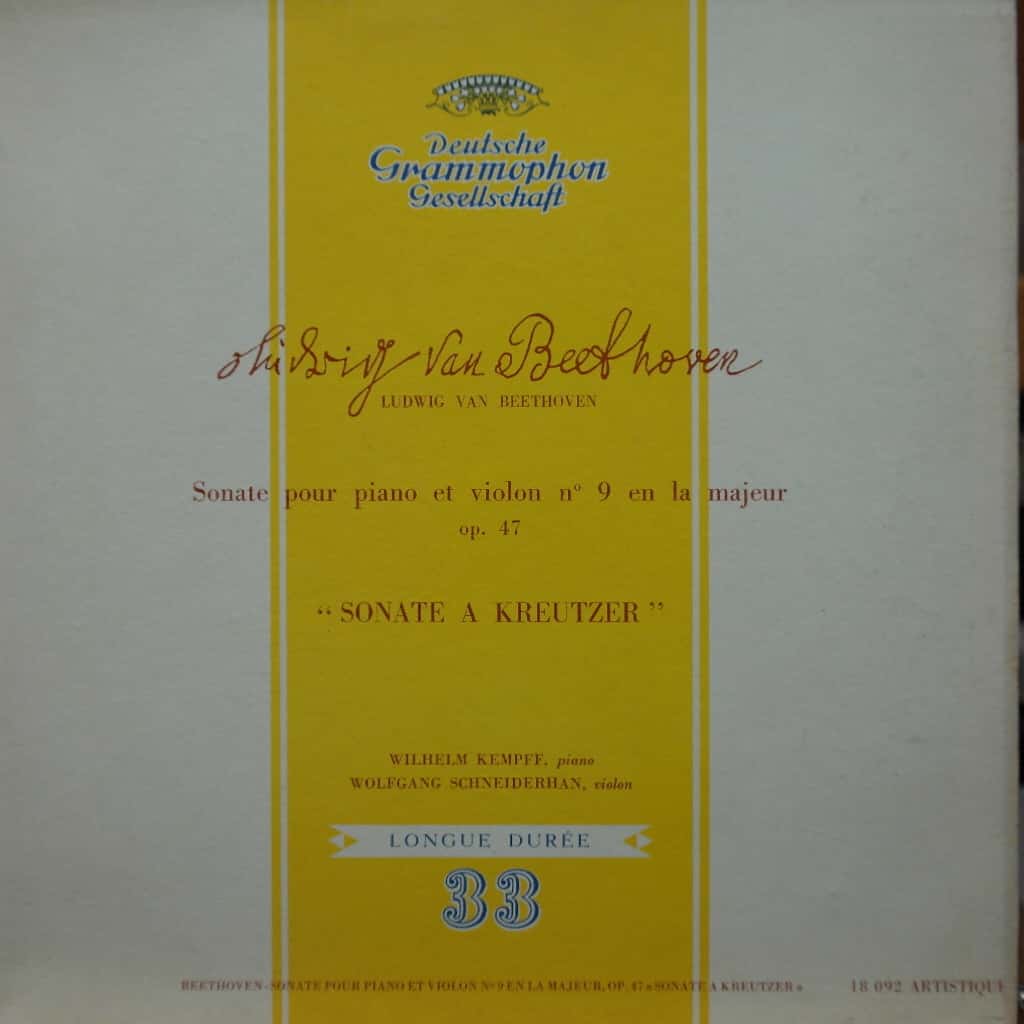 Deutsche
Grammophon
Gesellschaft
Ludwig van Beethoven
LUDWIG VAN BEETHOVEN
Sonate pour piano et violon nº 9 en la majeur
op. 47
“ SONATE A KREUTZER ”
WILHELM KEMPFF, piano
WOLFGANG SCHNEIDERHAN, violon
LONGUE DURÉE
33
BEETHOVEN - SONATE POUR PIANO ET VIOLON Nº 9 EN LA MAJEUR, OP. 47 « SONATE A KREUTZER » 18 092 ARTISTIQUE